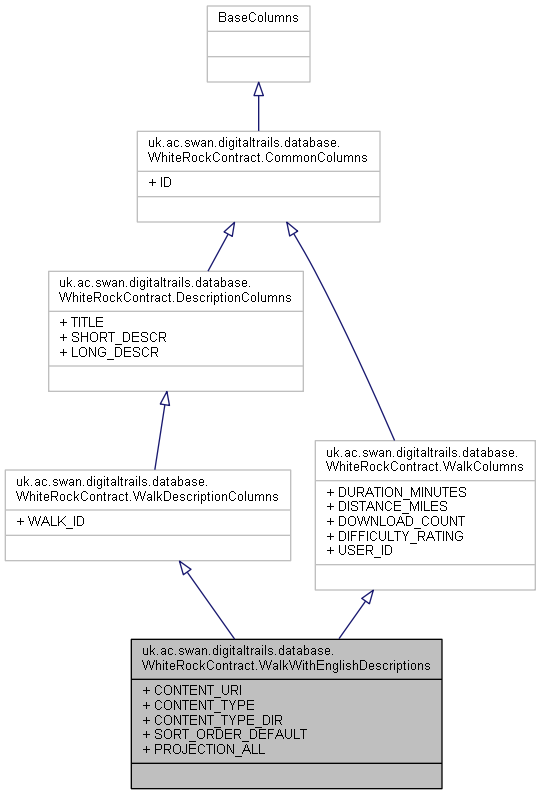 BaseColumns
uk.ac.swan.digitaltrails.database.
WhiteRockContract.CommonColumns
+ ID
uk.ac.swan.digitaltrails.database.
WhiteRockContract.DescriptionColumns
+ TITLE
+ SHORT_DESCR
+ LONG_DESCR
uk.ac.swan.digitaltrails.database.
WhiteRockContract.WalkDescriptionColumns
+ WALK_ID
uk.ac.swan.digitaltrails.database.
WhiteRockContract.WalkColumns
+ DURATION_MINUTES
+ DISTANCE_MILES
+ DOWNLOAD_COUNT
+ DIFFICULTY_RATING
+ USER_ID
uk.ac.swan.digitaltrails.database.
WhiteRockContract.WalkWithEnglishDescriptions
+ CONTENT_URI
+ CONTENT_TYPE
+ CONTENT_TYPE_DIR
+ SORT_ORDER_DEFAULT
+ PROJECTION_ALL